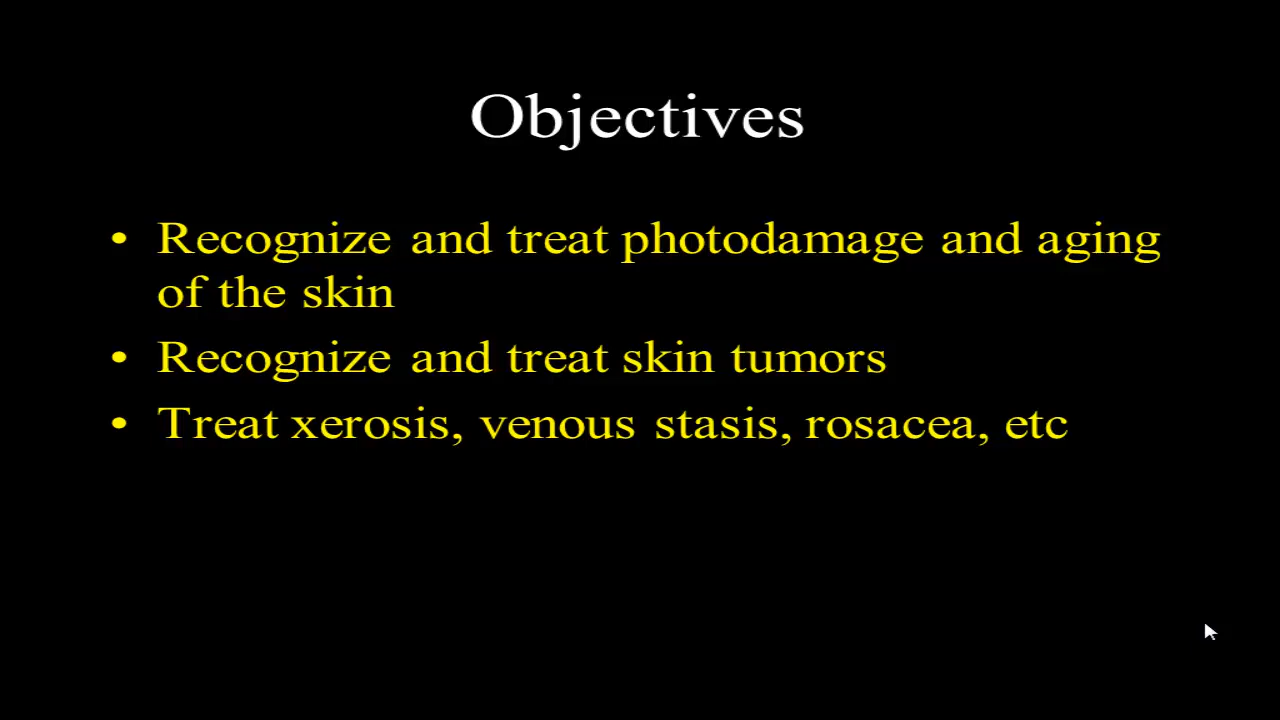 Objectives
• Recognize and treat photodamage and aging
of the skin
• Recognize and treat skin tumors
• Treat xerosis, venous stasis, rosacea, etc